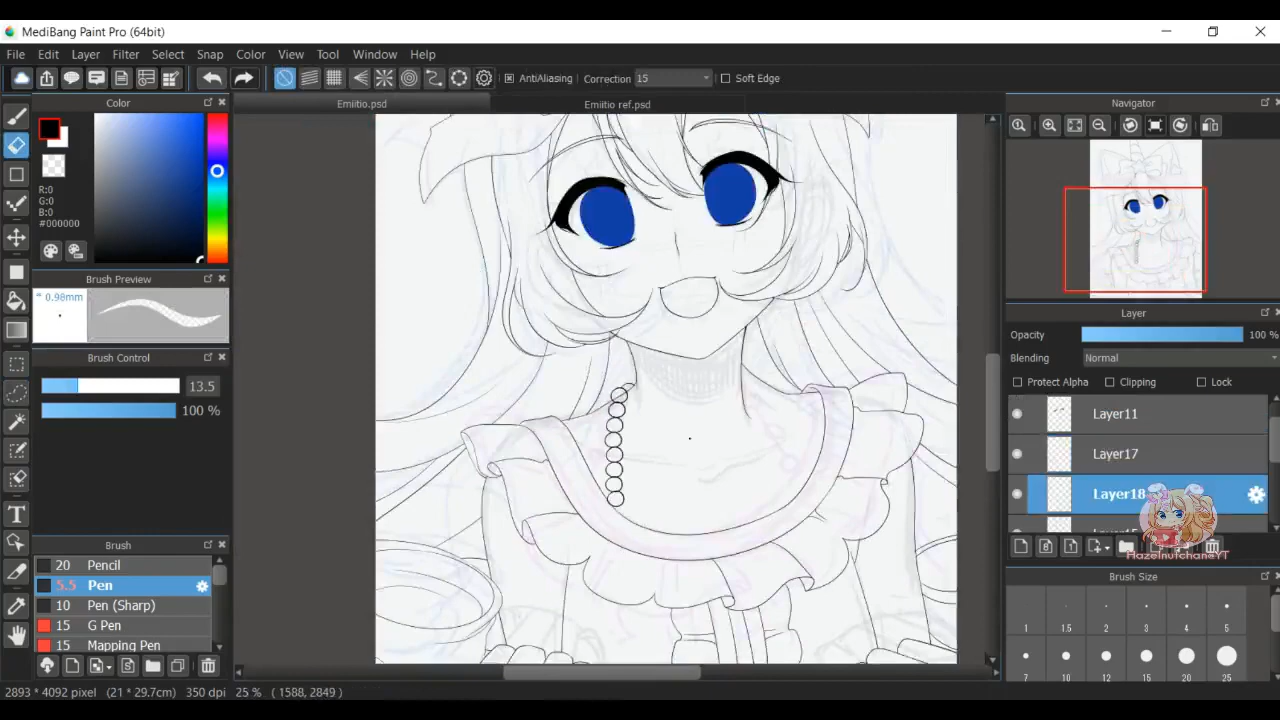 MediBang Paint Pro (64bit)
File Edit Layer Filter Select Snap Color View Tool Window Help
AntiAliasing Correction 15 Soft Edge
Color
Emiitio.psd
Emiitio ref.psd
Navigator
R:0
G:0
B:0
#000000
Brush Preview
0.98mm
Brush Control
13.5
100 %
Layer
Opacity 100 %
Blending Normal
Protect Alpha Clipping Lock
Layer11
Layer17
Layer18
HazelnutchaneYT
Brush
20 Pencil
5.5 Pen
10 Pen (Sharp)
15 G Pen
15 Mapping Pen
Brush Size
1 1.5 2 3 4 5
7 10 12 15 20 25
2893 * 4092 pixel (21 * 29.7cm) 350 dpi 25 % ( 1588, 2849 )